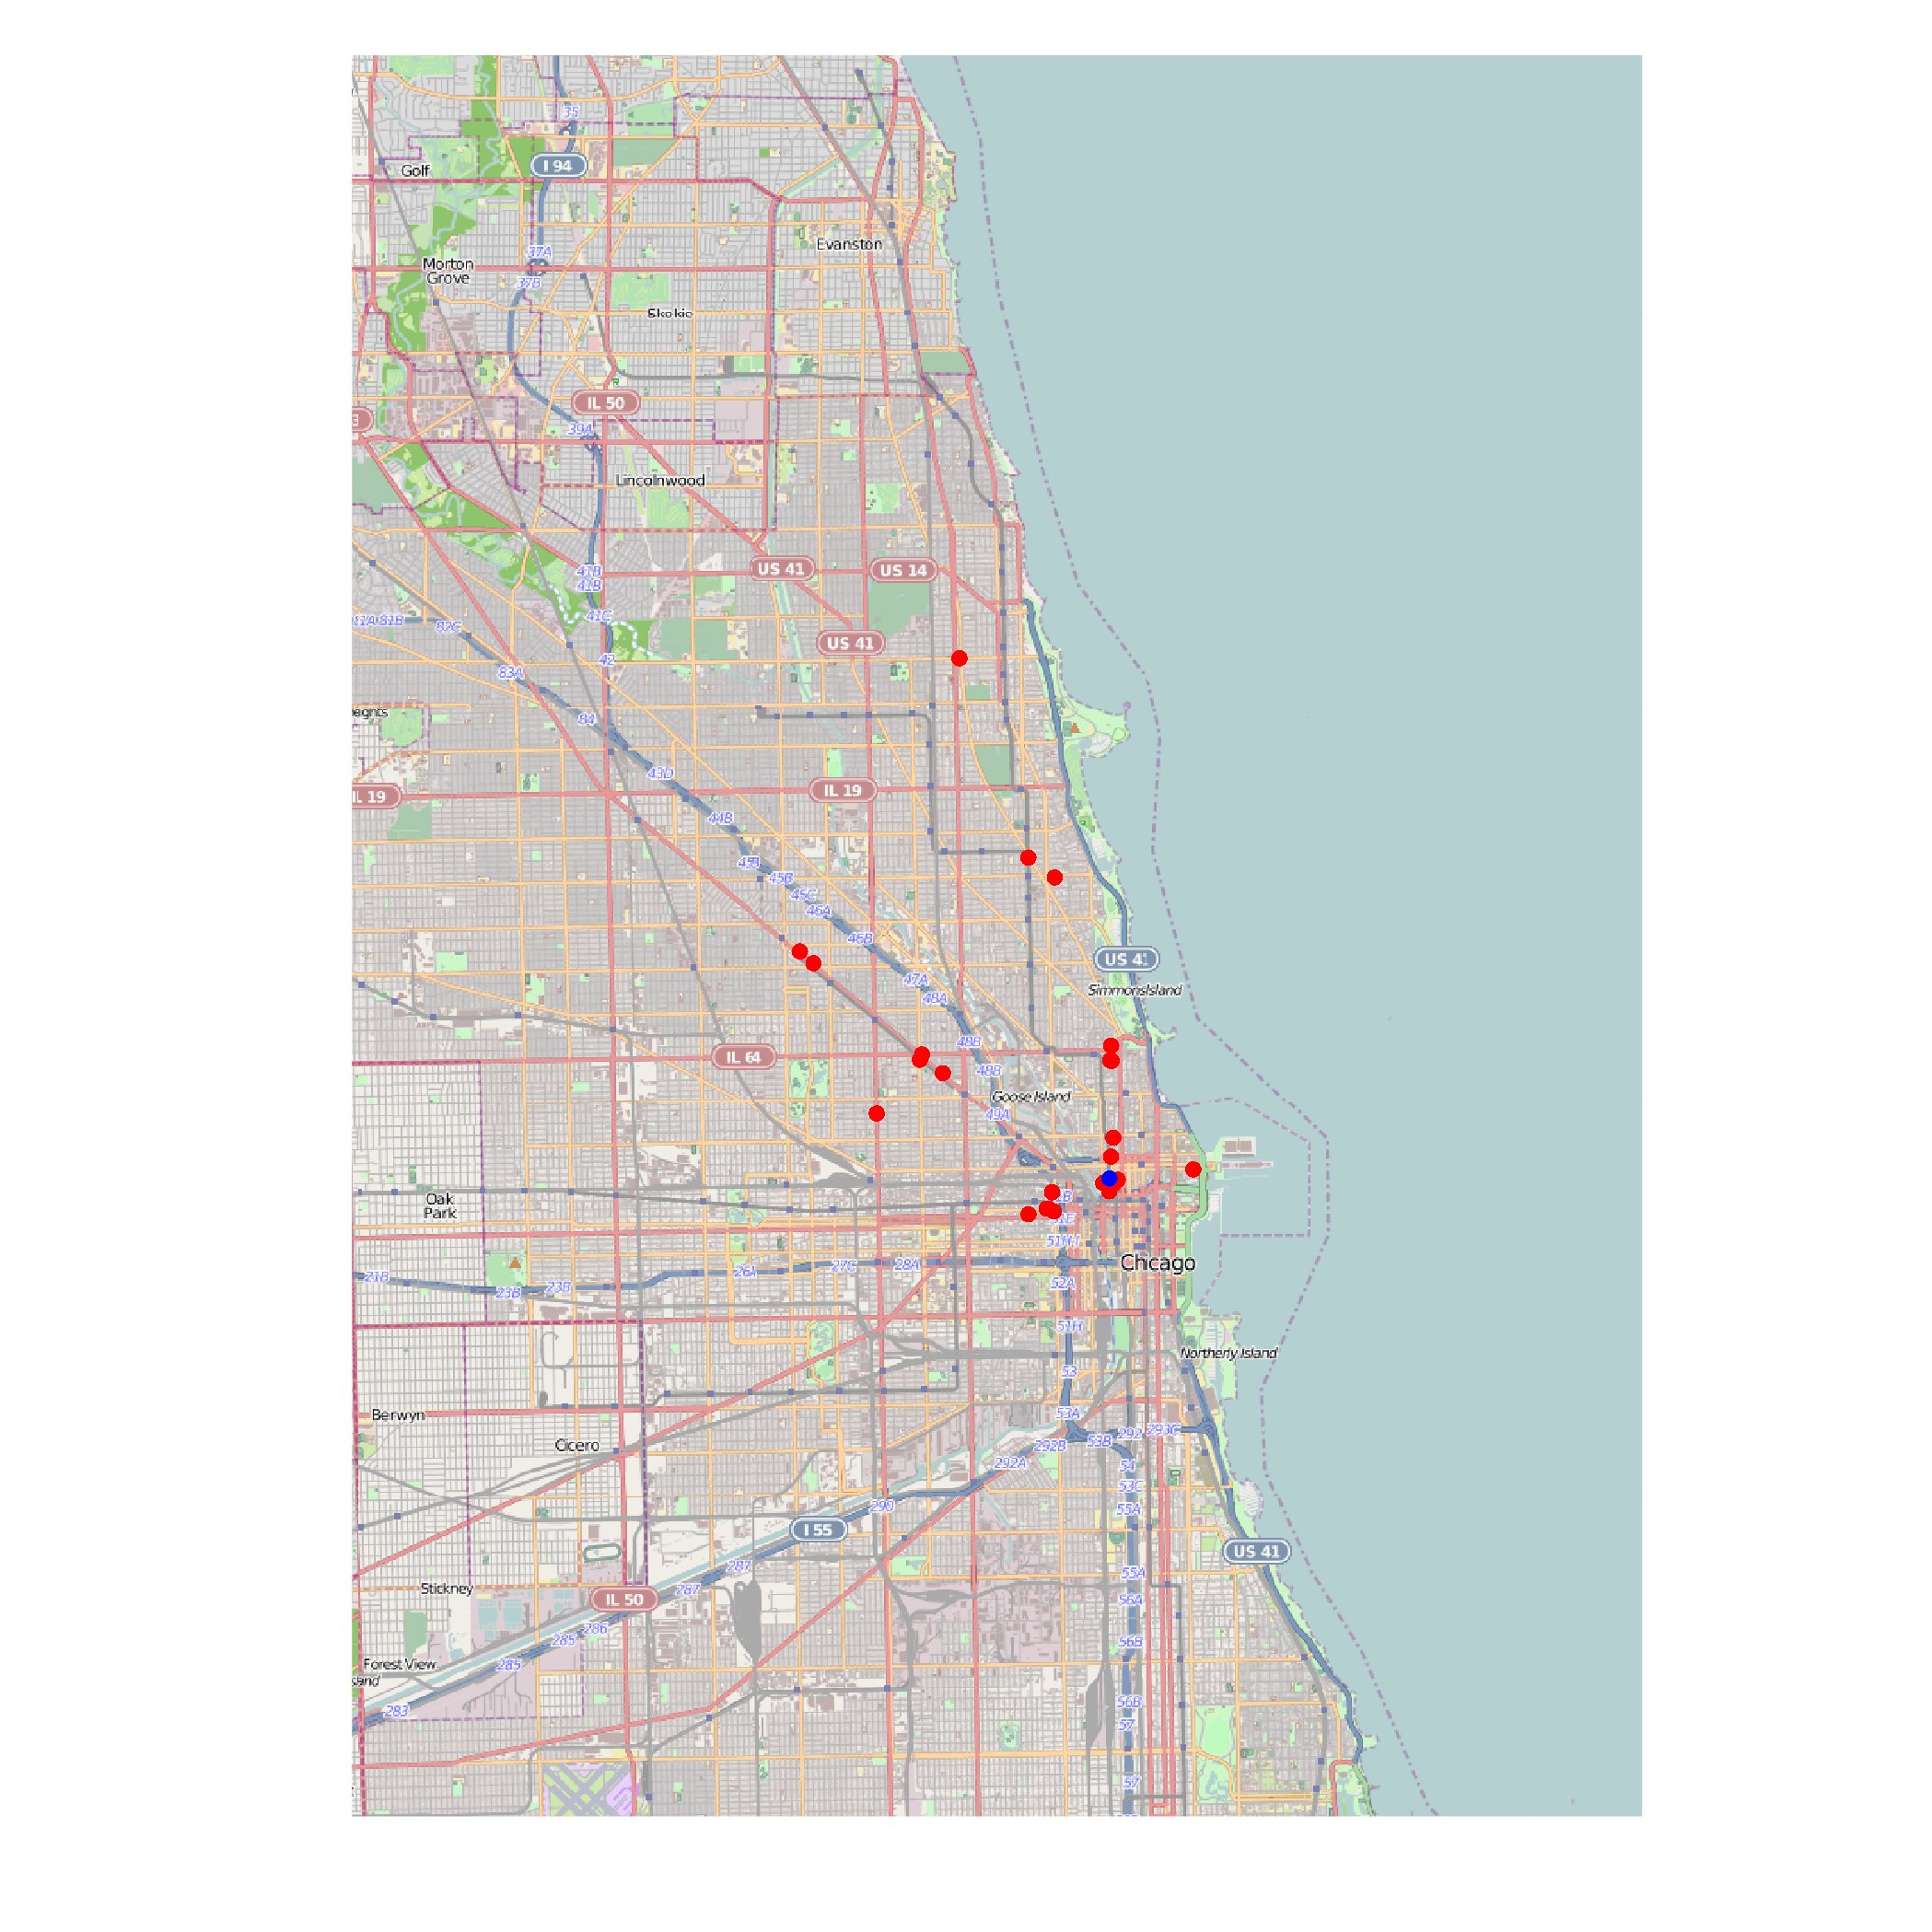 35
I 94
Golf
Evanston
37A
Morton
Grove
37B
Skokie
IL 50
3
39A
Lincolnwood
41B
US 41
US 14
41B
41C
81B
82C
US 41
42
83A
84
43D
IL 19
IL 19
44B
45B
45B
45C
46A
46B
US 41
47A
Simmons Island
48A
48B
IL 64
48B
Goose Island
49A
Oak
Park
51H
Chicago
28A
27C
26A
21B
52A
23B
23B
51H
Northerly Island
53
Berwyn
53A
292
293C
53B
Cicero
292B
292A
54
53C
290
55A
I 55
US 41
287
55A
Stickney
287
IL 50
56A
286
285
56B
Forest View
285
56B
283
57
57